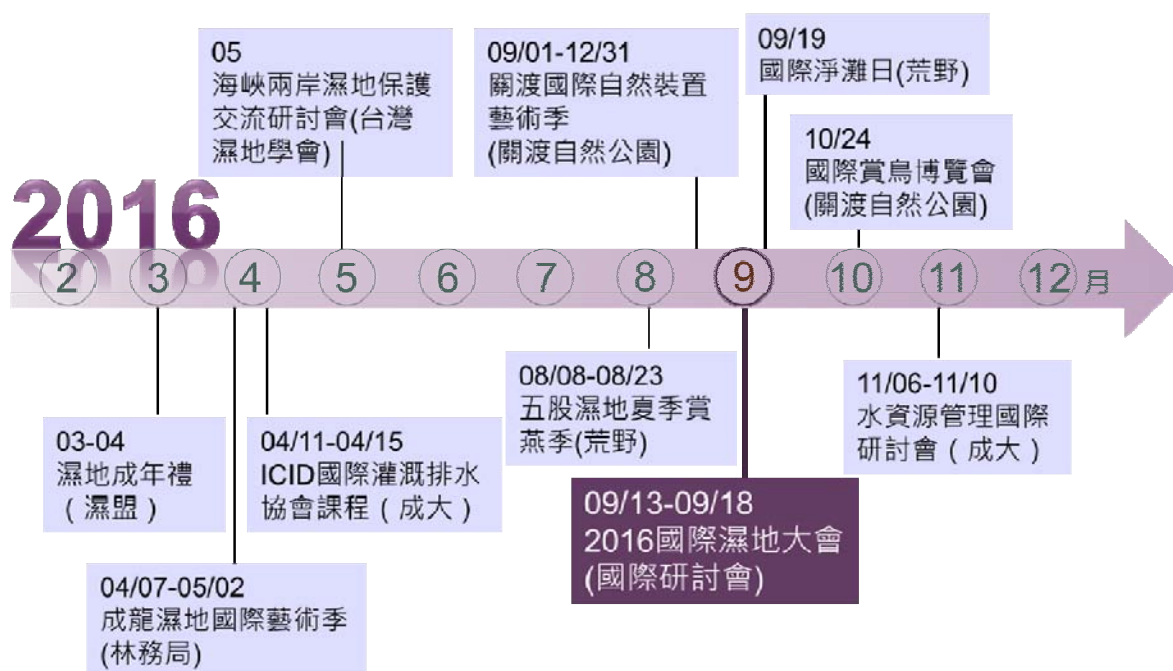 05
海峽兩岸濕地保護
交流研討會(台灣
濕地學會)
09/01-12/31
關渡國際自然裝置
藝術季
(關渡自然公園)
09/19
國際淨灘日(荒野)
10/24
國際賞鳥博覽會
(關渡自然公園)
2016
2 3 4 5 6 7 8 9 10 11 12 月
03-04
濕地成年禮
（濕盟）
04/11-04/15
ICID國際灌溉排水
協會課程（成大）
04/07-05/02
成龍濕地國際藝術季
(林務局)
08/08-08/23
五股濕地夏季賞
燕季(荒野)
09/13-09/18
2016國際濕地大會
(國際研討會)
11/06-11/10
水資源管理國際
研討會（成大）